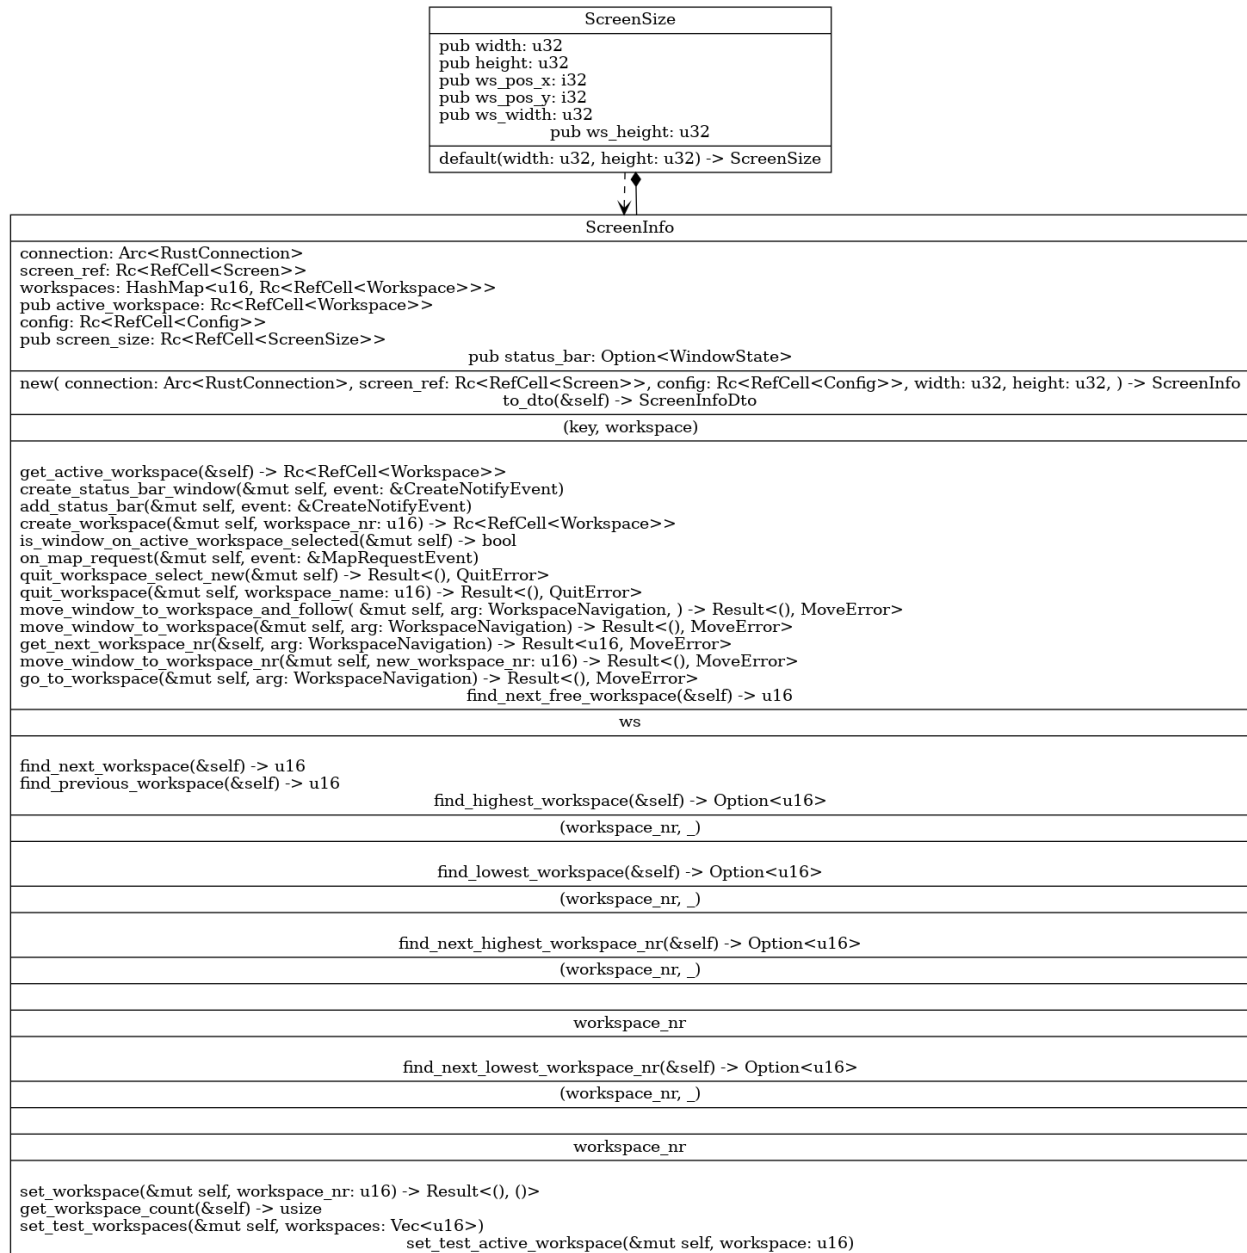 ScreenSize
pub width: u32
pub height: u32
pub ws_pos_x: i32
pub ws_pos_y: i32
pub ws_width: u32
pub ws_height: u32
default(width: u32, height: u32) -> ScreenSize
ScreenInfo
connection: Arc<RustConnection>
screen_ref: Rc<RefCell<Screen>>
workspaces: HashMap<u16, Rc<RefCell<Workspace>>>
pub active_workspace: Rc<RefCell<Workspace>>
config: Rc<RefCell<Config>>
pub screen_size: Rc<RefCell<ScreenSize>>
pub status_bar: Option<WindowState>
new( connection: Arc<RustConnection>, screen_ref: Rc<RefCell<Screen>>, config: Rc<RefCell<Config>>, width: u32, height: u32, ) -> ScreenInfo
to_dto(&self) -> ScreenInfoDto
(key, workspace)
get_active_workspace(&self) -> Rc<RefCell<Workspace>>
create_status_bar_window(&mut self, event: &CreateNotifyEvent)
add_status_bar(&mut self, event: &CreateNotifyEvent)
create_workspace(&mut self, workspace_nr: u16) -> Rc<RefCell<Workspace>>
is_window_on_active_workspace_selected(&mut self) -> bool
on_map_request(&mut self, event: &MapRequestEvent)
quit_workspace_select_new(&mut self) -> Result<(), QuitError>
quit_workspace(&mut self, workspace_name: u16) -> Result<(), QuitError>
move_window_to_workspace_and_follow( &mut self, arg: WorkspaceNavigation, ) -> Result<(), MoveError>
move_window_to_workspace(&mut self, arg: WorkspaceNavigation) -> Result<(), MoveError>
get_next_workspace_nr(&self, arg: WorkspaceNavigation) -> Result<u16, MoveError>
move_window_to_workspace_nr(&mut self, new_workspace_nr: u16) -> Result<(), MoveError>
go_to_workspace(&mut self, arg: WorkspaceNavigation) -> Result<(), MoveError>
find_next_free_workspace(&self) -> u16
ws
find_next_workspace(&self) -> u16
find_previous_workspace(&self) -> u16
find_highest_workspace(&self) -> Option<u16>
(workspace_nr, _)
find_lowest_workspace(&self) -> Option<u16>
(workspace_nr, _)
find_next_highest_workspace_nr(&self) -> Option<u16>
(workspace_nr, _)
workspace_nr
find_next_lowest_workspace_nr(&self) -> Option<u16>
(workspace_nr, _)
workspace_nr
set_workspace(&mut self, workspace_nr: u16) -> Result<(), ()>
get_workspace_count(&self) -> usize
set_test_workspaces(&mut self, workspaces: Vec<u16>)
set_test_active_workspace(&mut self, workspace: u16)